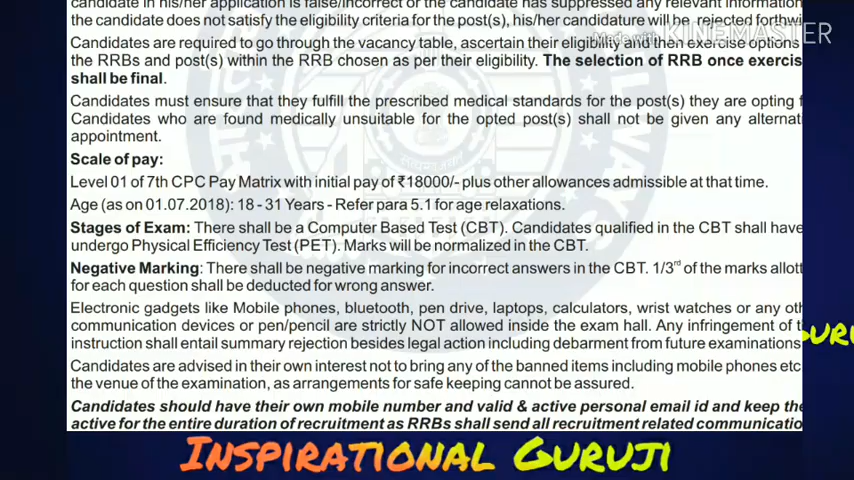 candidate in his/her application is false/incorrect or the candidate has suppressed any relevant information
the candidate does not satisfy the eligibility criteria for the post(s), his/her candidature will be rejected forthwi
Made with KINEMASTER
Candidates are required to go through the vacancy table, ascertain their eligibility and then exercise options
the RRBs and post(s) within the RRB chosen as per their eligibility. The selection of RRB once exercis
shall be final.
Candidates must ensure that they fulfill the prescribed medical standards for the post(s) they are opting f
Candidates who are found medically unsuitable for the opted post(s) shall not be given any alternat
appointment.
Scale of pay:
Level 01 of 7th CPC Pay Matrix with initial pay of ₹18000/- plus other allowances admissible at that time.
Age (as on 01.07.2018): 18 - 31 Years - Refer para 5.1 for age relaxations.
Stages of Exam: There shall be a Computer Based Test (CBT). Candidates qualified in the CBT shall have
undergo Physical Efficiency Test (PET). Marks will be normalized in the CBT.
Negative Marking: There shall be negative marking for incorrect answers in the CBT. 1/3rd of the marks allott
for each question shall be deducted for wrong answer.
Electronic gadgets like Mobile phones, bluetooth, pen drive, laptops, calculators, wrist watches or any oth
communication devices or pen/pencil are strictly NOT allowed inside the exam hall. Any infringement of t
instruction shall entail summary rejection besides legal action including debarment from future examinations
Candidates are advised in their own interest not to bring any of the banned items including mobile phones etc
the venue of the examination, as arrangements for safe keeping cannot be assured.
Candidates should have their own mobile number and valid & active personal email id and keep the
active for the entire duration of recruitment as RRBs shall send all recruitment related communicatio
INSPIRATIONAL GURUJI